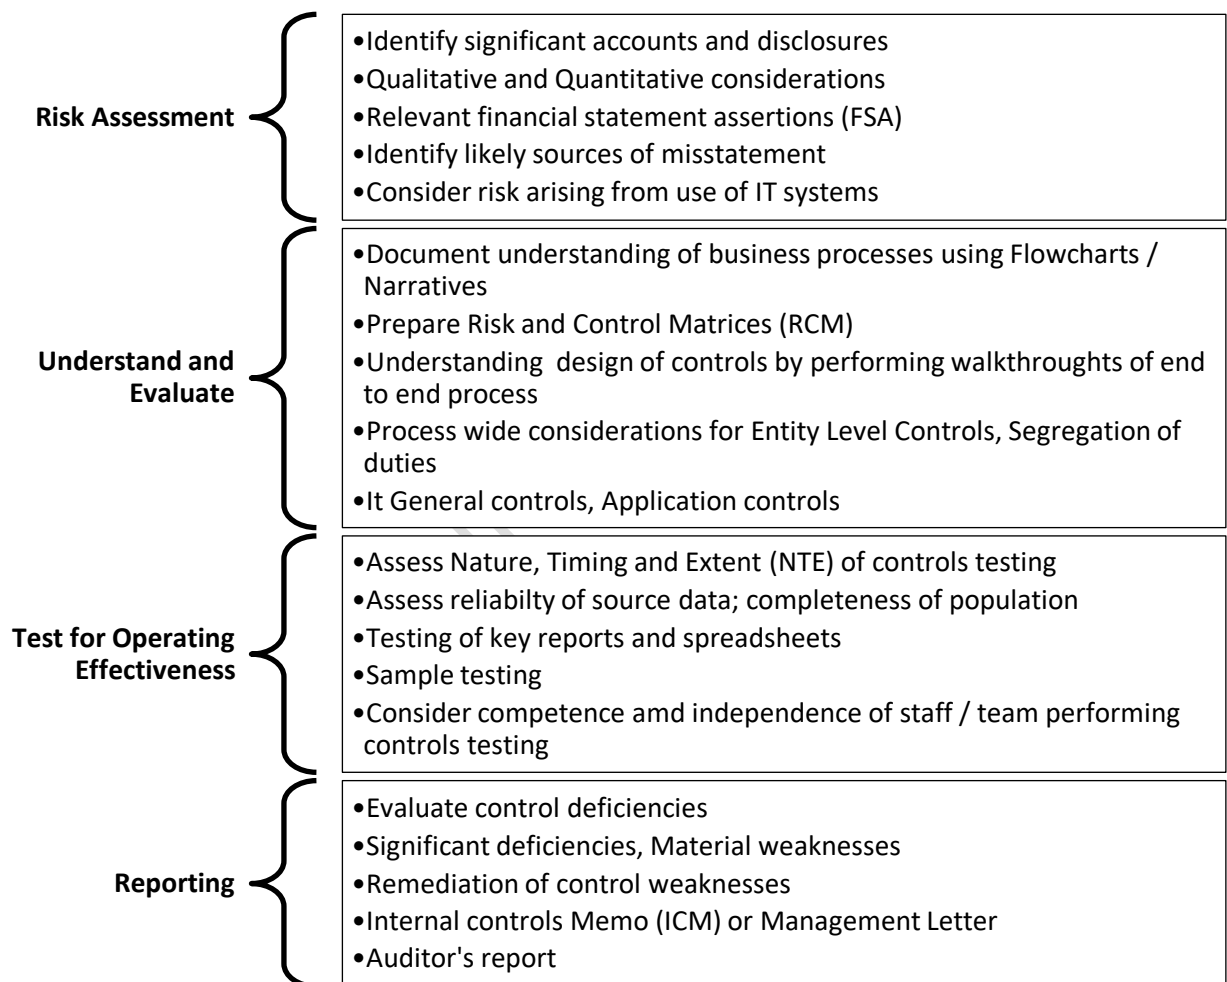 Risk Assessment
•Identify significant accounts and disclosures
•Qualitative and Quantitative considerations
•Relevant financial statement assertions (FSA)
•Identify likely sources of misstatement
•Consider risk arising from use of IT systems
Understand and
Evaluate
•Document understanding of business processes using Flowcharts /
Narratives
•Prepare Risk and Control Matrices (RCM)
•Understanding design of controls by performing walkthroughts of end
to end process
•Process wide considerations for Entity Level Controls, Segregation of
duties
•It General controls, Application controls
Test for Operating
Effectiveness
•Assess Nature, Timing and Extent (NTE) of controls testing
•Assess reliabilty of source data; completeness of population
•Testing of key reports and spreadsheets
•Sample testing
•Consider competence amd independence of staff / team performing
controls testing
Reporting
•Evaluate control deficiencies
•Significant deficiencies, Material weaknesses
•Remediation of control weaknesses
•Internal controls Memo (ICM) or Management Letter
•Auditor's report